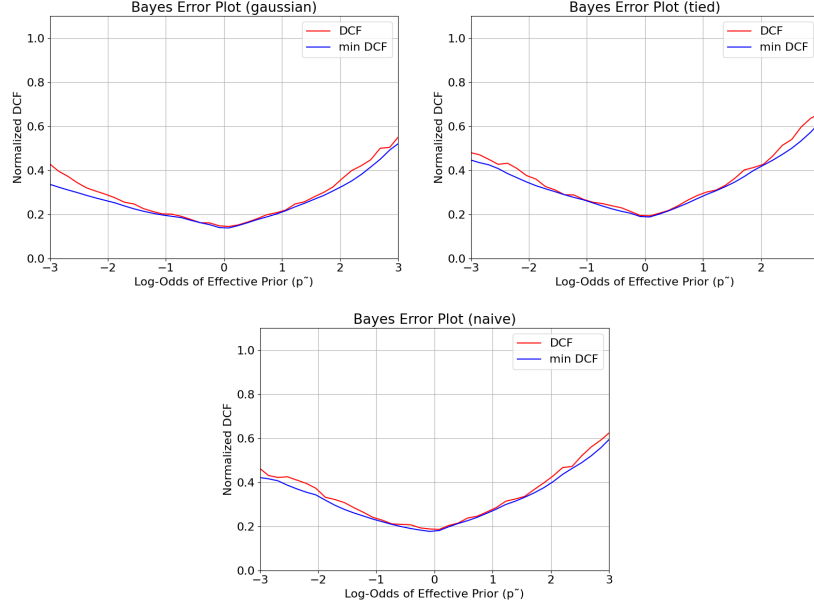 Bayes Error Plot (gaussian)
DCF
min DCF
Normalized DCF
1.0
0.8
0.6
0.4
0.2
0.0
−3 −2 −1 0 1 2 3
Log-Odds of Effective Prior (p˜)
Bayes Error Plot (tied)
DCF
min DCF
Normalized DCF
1.0
0.8
0.6
0.4
0.2
0.0
−3 −2 −1 0 1 2
Log-Odds of Effective Prior (p˜)
Bayes Error Plot (naive)
DCF
min DCF
Normalized DCF
1.0
0.8
0.6
0.4
0.2
0.0
−3 −2 −1 0 1 2 3
Log-Odds of Effective Prior (p˜)